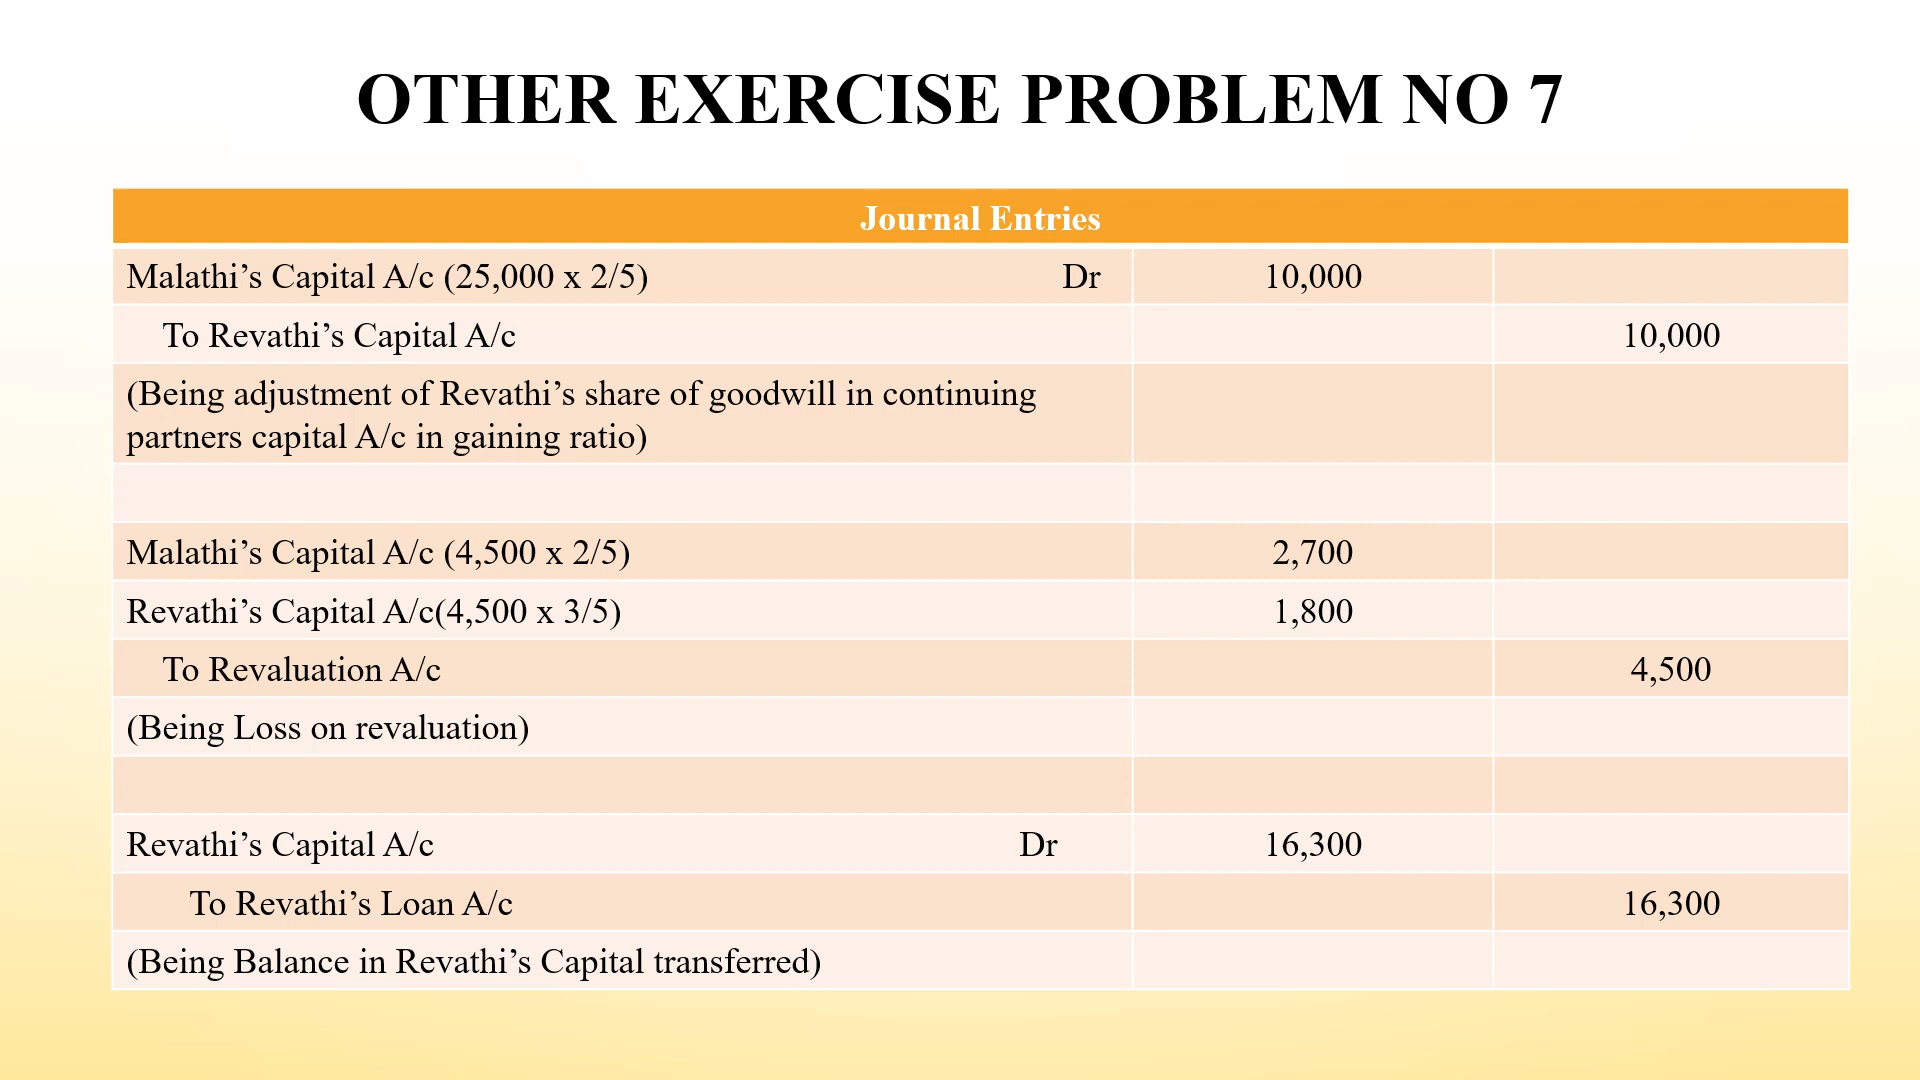 OTHER EXERCISE PROBLEM NO 7
Journal Entries
Malathi’s Capital A/c (25,000 x 2/5) Dr 10,000
To Revathi’s Capital A/c 10,000
(Being adjustment of Revathi’s share of goodwill in continuing
partners capital A/c in gaining ratio)
Malathi’s Capital A/c (4,500 x 2/5) 2,700
Revathi’s Capital A/c(4,500 x 3/5) 1,800
To Revaluation A/c 4,500
(Being Loss on revaluation)
Revathi’s Capital A/c Dr 16,300
To Revathi’s Loan A/c 16,300
(Being Balance in Revathi’s Capital transferred)